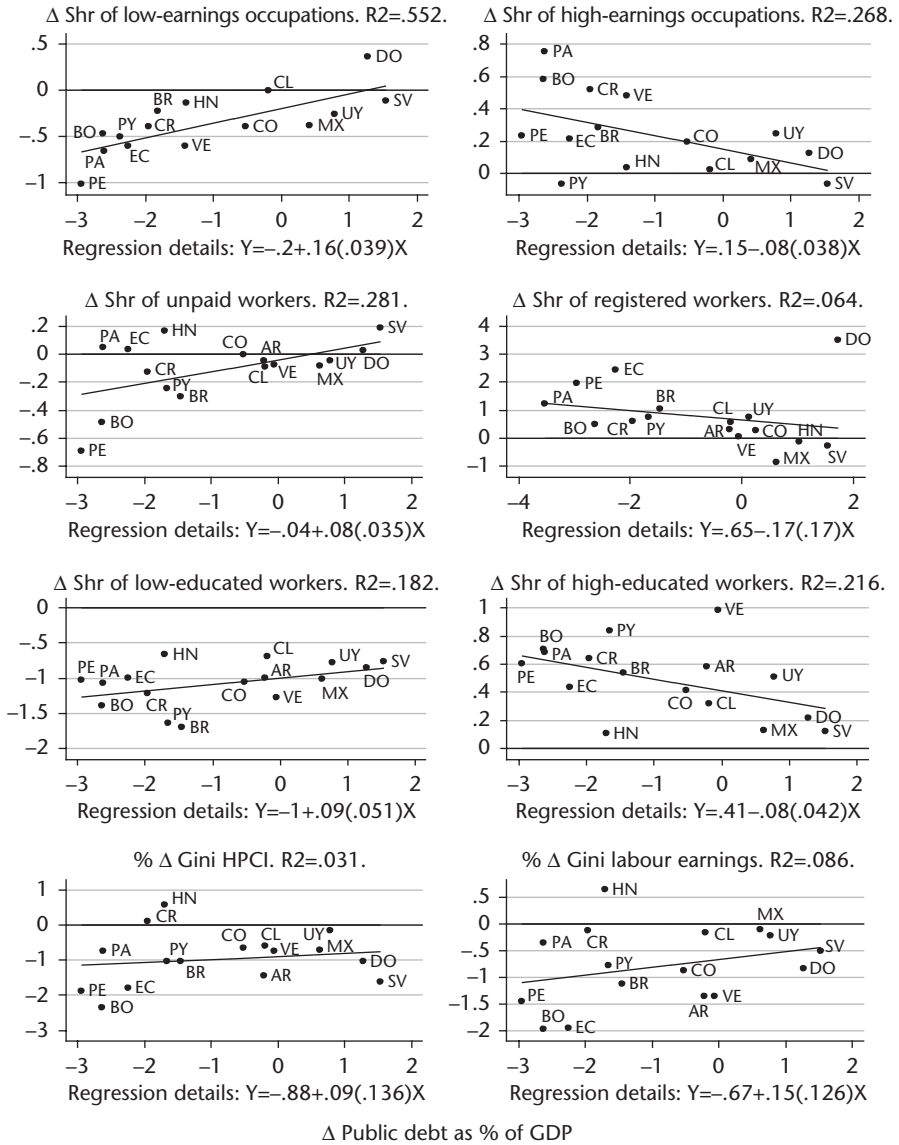 Δ Shr of low-earnings occupations. R2=.552.
.5
0
−.5
−1
DO
CL
BR
HN
SV
UY
BO
PY
CR
CO
MX
PA
EC
VE
PE
−3 −2 −1 0 1 2
Regression details: Y=−.2+.16(.039)X
Δ Shr of high-earnings occupations. R2=.268.
.8
.6
.4
.2
0
PA
BO
CR
VE
PE
EC
BR
CO
UY
DO
HN
CL
MX
PY
SV
−3 −2 −1 0 1 2
Regression details: Y=.15−.08(.038)X
Δ Shr of unpaid workers. R2=.281.
.2
0
−.2
−.4
−.6
−.8
PA
EC
HN
SV
CO
AR
CR
CL
VE
UY
DO
MX
PY
BR
BO
PE
−3 −2 −1 0 1 2
Regression details: Y=−.04+.08(.035)X
Δ Shr of registered workers. R2=.064.
4
3
2
1
0
−1
DO
EC
PE
PA
BR
CL
UY
BO
CR
PY
AR
CO
HN
VE
MX
SV
−4 −2 0 2
Regression details: Y=.65−.17(.17)X
Δ Shr of low-educated workers. R2=.182.
0
−.5
−1
−1.5
−2
HN
CL
UY
SV
PE
PA
EC
AR
DO
CO
MX
BO
CR
VE
PY
BR
−3 −2 −1 0 1 2
Regression details: Y=−1+.09(.051)X
Δ Shr of high-educated workers. R2=.216.
1
.8
.6
.4
.2
0
VE
PY
BO
PA
CR
PE
BR
AR
UY
EC
CO
CL
DO
HN
MX
SV
−3 −2 −1 0 1 2
Regression details: Y=.41−.08(.042)X
% Δ Gini HPCI. R2=.031.
1
0
−1
−2
−3
HN
CR
CO
CL
UY
PA
PY
VE
MX
BR
DO
AR
PE
EC
SV
BO
−3 −2 −1 0 1 2
Regression details: Y=−.88+.09(.136)X
% Δ Gini labour earnings. R2=.086.
.5
0
−.5
−1
−1.5
−2
HN
MX
PA
CR
CL
UY
SV
PY
CO
DO
BR
PE
AR
VE
BO
EC
−3 −2 −1 0 1 2
Regression details: Y=−.67+.15(.126)X
Δ Public debt as % of GDP